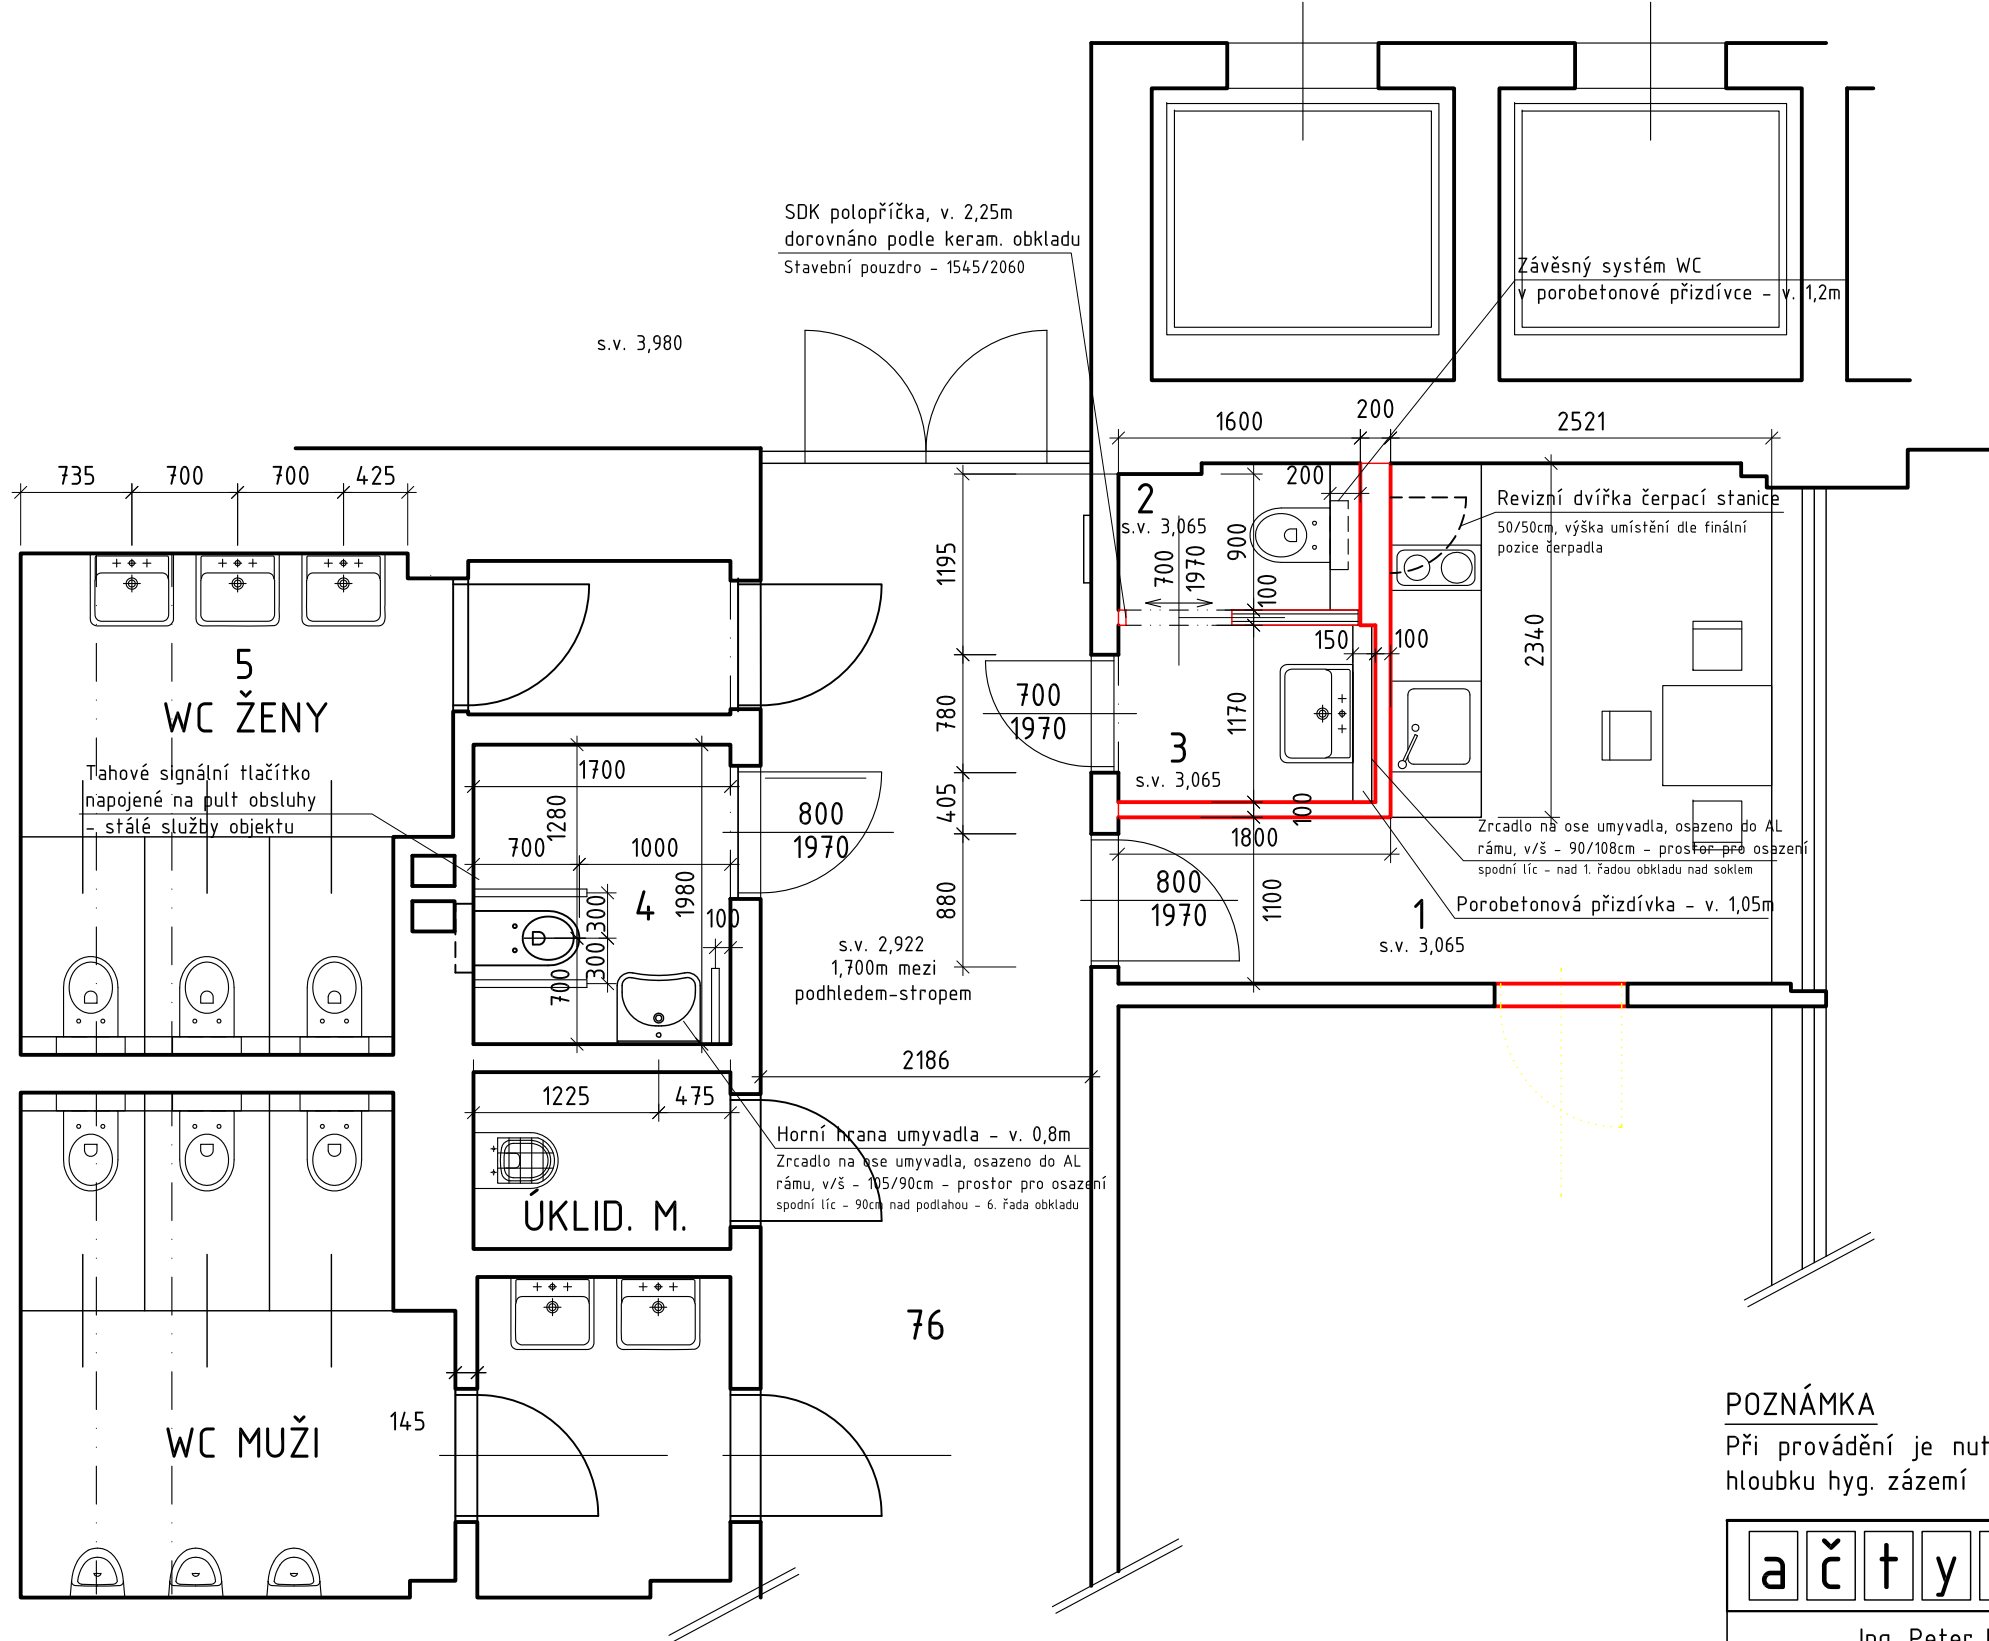 SDK polopříčka, v. 2,25m
dorovnáno podle keram. obkladu
Stavební pouzdro - 1545/2060
Závěsný systém WC
v porobetonové přizdívce - v. 1,2m
s.v. 3,980
1600
200
2521
735
700
700
425
200
2
s.v. 3,065
Revizní dvířka čerpací stanice
50/50cm, výška umístění dle finální
pozice čerpadla
1195
700
1970
900
100
5
WC ŽENY
150
100
2340
780
700
1970
1170
3
s.v. 3,065
Tahové signální tlačítko
napojené na pult obsluhy
- stálé služby objektu
1700
1280
700
1000
800
1970
405
100
1800
Zrcadlo na ose umyvadla, osazeno do AL
rámu, v/š - 90/108cm - prostor pro osazení
spodní líc - nad 1. řadou obkladu nad soklem
4
1980
300
300
700
100
880
800
1970
1100
1
s.v. 3,065
Porobetonová přizdívka - v. 1,05m
s.v. 2,922
1,700m mezi
podhledem-stropem
2186
1225
475
Horní hrana umyvadla - v. 0,8m
Zrcadlo na ose umyvadla, osazeno do AL
rámu, v/š - 105/90cm - prostor pro osazení
spodní líc - 90cm nad podlahou - 6. řada obkladu
ÚKLID. M.
76
145
WC MUŽI
POZNÁMKA
Při provádění je nut
hloubku hyg. zázemí
a č t y
Ing. Peter